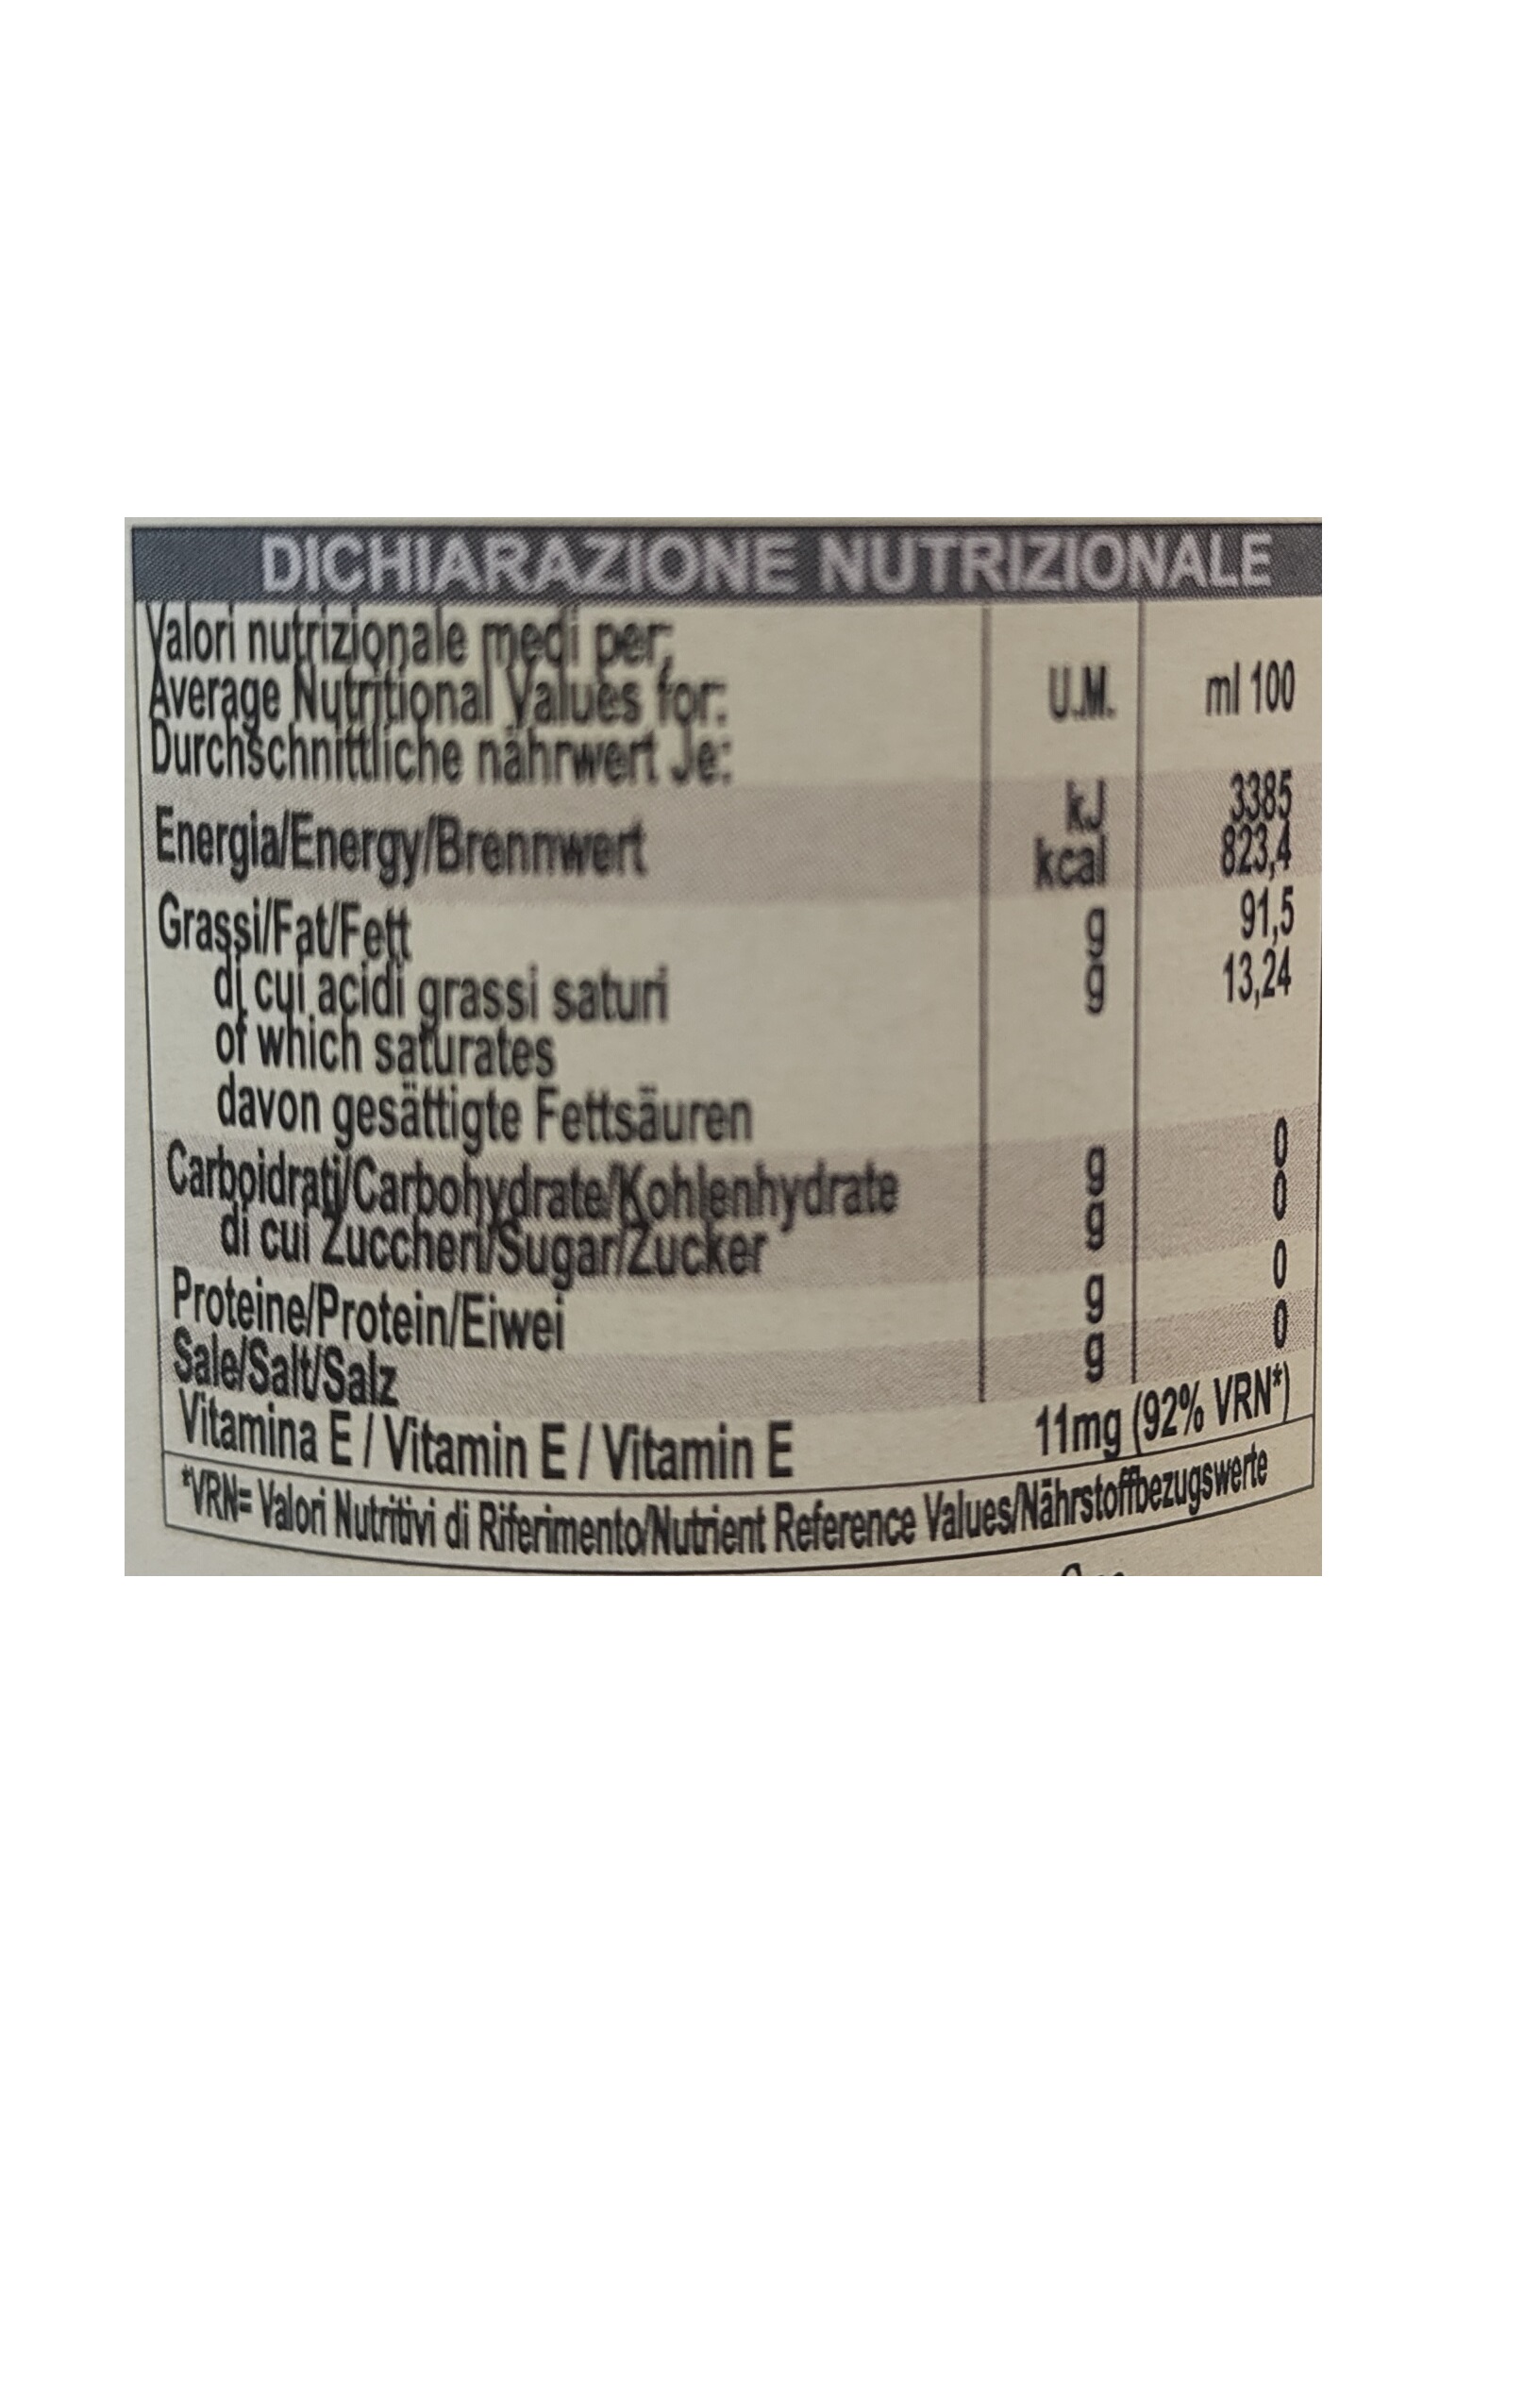 DICHIARAZIONE NUTRIZIONALE
Valori nutrizionale medi per:
Average Nutritional Values for:
Durchschnittliche nährwert Je:
U.M.
ml 100
Energia/Energy/Brennwert
kJ 3385
kcal 823,4
Grassi/Fat/Fett g 91,5
di cui acidi grassi saturi g 13,24
of which saturates
davon gesättigte Fettsäuren
Carboidrati/Carbohydrate/Kohlenhydrate g 0
di cui Zuccheri/Sugar/Zucker g 0
Proteine/Protein/Eiwei g 0
Sale/Salt/Salz g 0
Vitamina E / Vitamin E / Vitamin E 11mg (92% VRN*)
*VRN= Valori Nutritivi di Riferimento/Nutrient Reference Values/Nährstoffbezugswerte